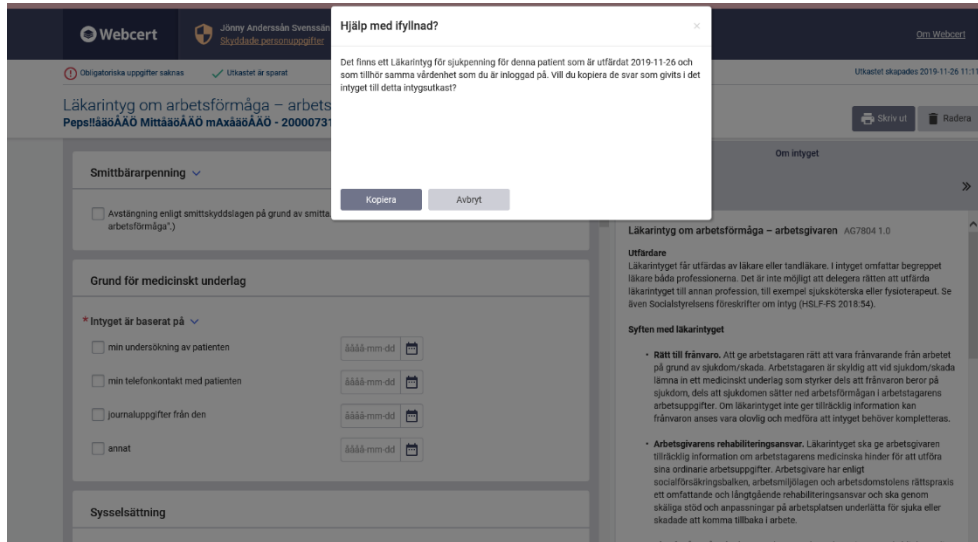 Webcert
Jönny Anderssån Svenssän
Skyddade personuppgifter
Om Webcert
Hjälp med ifyllnad?
Det finns ett Läkarintyg för sjukpenning för denna patient som är utfärdat 2019-11-26 och
som tillhör samma vårdenhet som du är inloggad på. Vill du kopiera de svar som givits i det
intyget till detta intygsutkast?
Kopiera
Avbryt
Obligatoriska uppgifter saknas
Utkastet är sparat
Utkastet skapades 2019-11-26 11:11
Läkarintyg om arbetsförmåga – arbets
Peps!!åäöÅÄÖ MittåäöÅÄÖ mAxåäöÅÄÖ - 20000731
Skriv ut
Radera
Smittbärarpenning
Avstängning enligt smittskyddslagen på grund av smitta.
arbetsförmåga".)
Grund för medicinskt underlag
* Intyget är baserat på
min undersökning av patienten
åååå-mm-dd
min telefonkontakt med patienten
åååå-mm-dd
journaluppgifter från den
åååå-mm-dd
annat
åååå-mm-dd
Sysselsättning
Om intyget
Läkarintyg om arbetsförmåga – arbetsgivaren AG7804 1.0
Utfärdare
Läkarintyget får utfärdas av läkare eller tandläkare. I intyget omfattar begreppet
läkare båda professionerna. Det är inte möjligt att delegera rätten att utfärda
läkarintyget till annan profession, till exempel sjuksköterska eller fysioterapeut. Se
även Socialstyrelsens föreskrifter om intyg (HSLF-FS 2018:54).
Syften med läkarintyget
• Rätt till frånvaro. Att ge arbetstagaren rätt att vara frånvarande från arbetet
på grund av sjukdom/skada. Arbetstagaren är skyldig att vid sjukdom/skada
lämna in ett medicinskt underlag som styrker dels att frånvaron beror på
sjukdom, dels att sjukdomen sätter ned arbetsförmågan i arbetstagarens
arbetsuppgifter. Om läkarintyget inte ger tillräcklig information kan
frånvaron anses vara olovlig och medföra att intyget behöver kompletteras.
• Arbetsgivarens rehabiliteringsansvar. Läkarintyget ska ge arbetsgivaren
tillräcklig information om arbetstagarens medicinska hinder för att utföra
sina ordinarie arbetsuppgifter. Arbetsgivare har enligt
socialförsäkringsbalken, arbetsmiljölagen och arbetsdomstolens rättspraxis
ett omfattande och långtgående rehabiliteringsansvar och ska genom
skäliga stöd och anpassningar på arbetsplatsen underlätta för sjuka eller
skadade att komma tillbaka i arbete.